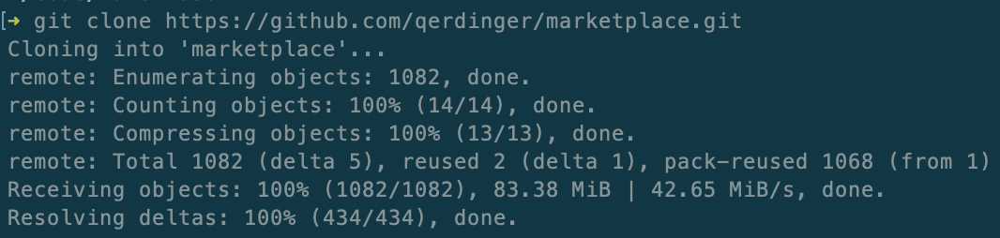 [➜ git clone https://github.com/qerdinger/marketplace.git
Cloning into 'marketplace'...
remote: Enumerating objects: 1082, done.
remote: Counting objects: 100% (14/14), done.
remote: Compressing objects: 100% (13/13), done.
remote: Total 1082 (delta 5), reused 2 (delta 1), pack-reused 1068 (from 1)
Receiving objects: 100% (1082/1082), 83.38 MiB | 42.65 MiB/s, done.
Resolving deltas: 100% (434/434), done.